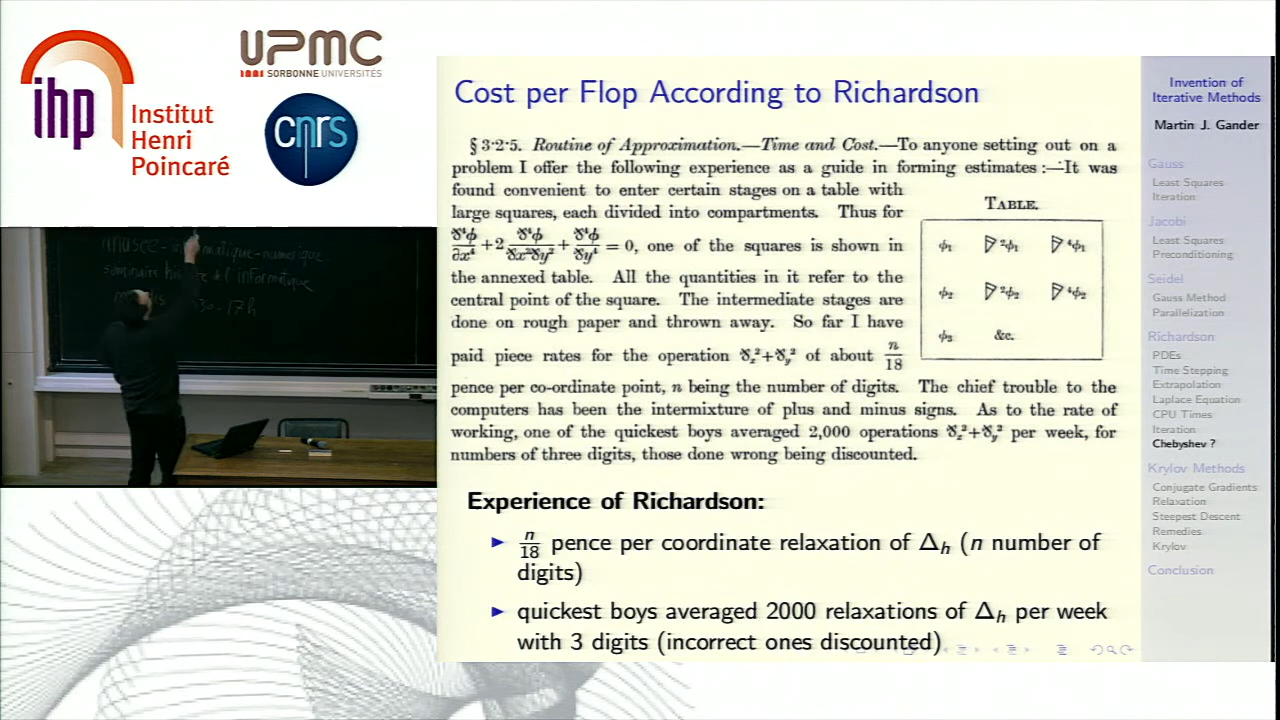 ihp
Institut
Henri
Poincaré
UPMC
SORBONNE UNIVERSITÉS
cnrs
informatique-numérique
séminaire
de l'informatique
17h
Cost per Flop According to Richardson
§ 3·2·5. Routine of Approximation.—Time and Cost.—To anyone setting out on a
problem I offer the following experience as a guide in forming estimates :—It was
found convenient to enter certain stages on a table with
large squares, each divided into compartments. Thus for
δ⁴ϕ/∂x⁴ + 2 δ⁴ϕ/δx²δy² + δ⁴ϕ/δy⁴ = 0, one of the squares is shown in
the annexed table. All the quantities in it refer to the
central point of the square. The intermediate stages are
done on rough paper and thrown away. So far I have
paid piece rates for the operation δₓ²+δᵧ² of about n/18
pence per co-ordinate point, n being the number of digits. The chief trouble to the
computers has been the intermixture of plus and minus signs. As to the rate of
working, one of the quickest boys averaged 2,000 operations δₓ²+δᵧ² per week, for
numbers of three digits, those done wrong being discounted.
TABLE.
ϕ₁ ∇²ϕ₁ ∇⁴ϕ₁
ϕ₂ ∇²ϕ₂ ∇⁴ϕ₂
ϕ₃ &c.
Experience of Richardson:
▶ n/18 pence per coordinate relaxation of Δₕ (n number of
digits)
▶ quickest boys averaged 2000 relaxations of Δₕ per week
with 3 digits (incorrect ones discounted)
Invention of
Iterative Methods
Martin J. Gander
Gauss
Least Squares
Iteration
Jacobi
Least Squares
Preconditioning
Seidel
Gauss Method
Parallelization
Richardson
PDEs
Time Stepping
Extrapolation
Laplace Equation
CPU Times
Iteration
Chebyshev ?
Krylov Methods
Conjugate Gradients
Relaxation
Steepest Descent
Remedies
Krylov
Conclusion